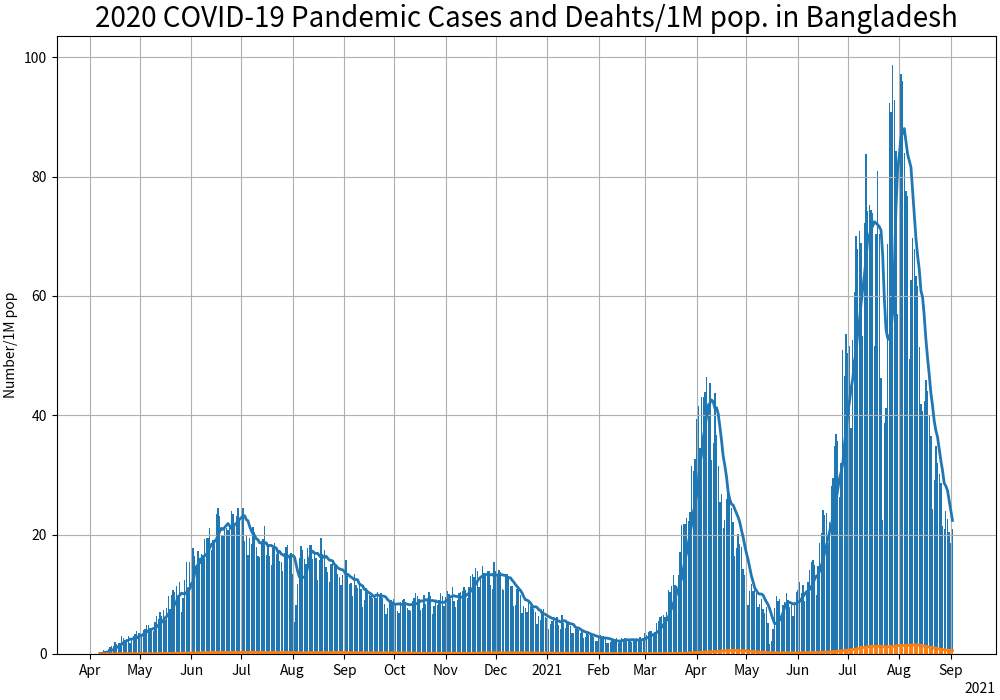 2020 COVID-19 Pandemic Cases and Deahts/1M pop. in Bangladesh
Number/1M pop
100
80
60
40
20
0
Apr May Jun Jul Aug Sep Oct Nov Dec 2021 Feb Mar Apr May Jun Jul Aug Sep
2021